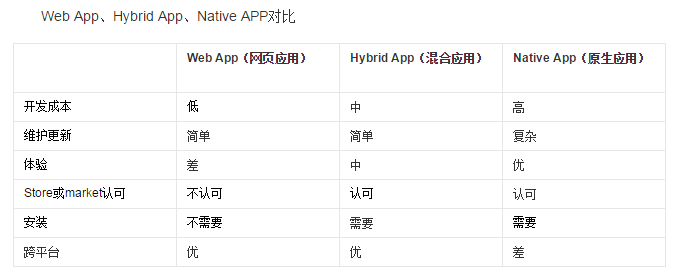 Web App、Hybrid App、Native APP对比
Web App（网页应用） Hybrid App（混合应用） Native App（原生应用）
开发成本 低 中 高
维护更新 简单 简单 复杂
体验 差 中 优
Store或market认可 不认可 认可 认可
安装 不需要 需要 需要
跨平台 优 优 差